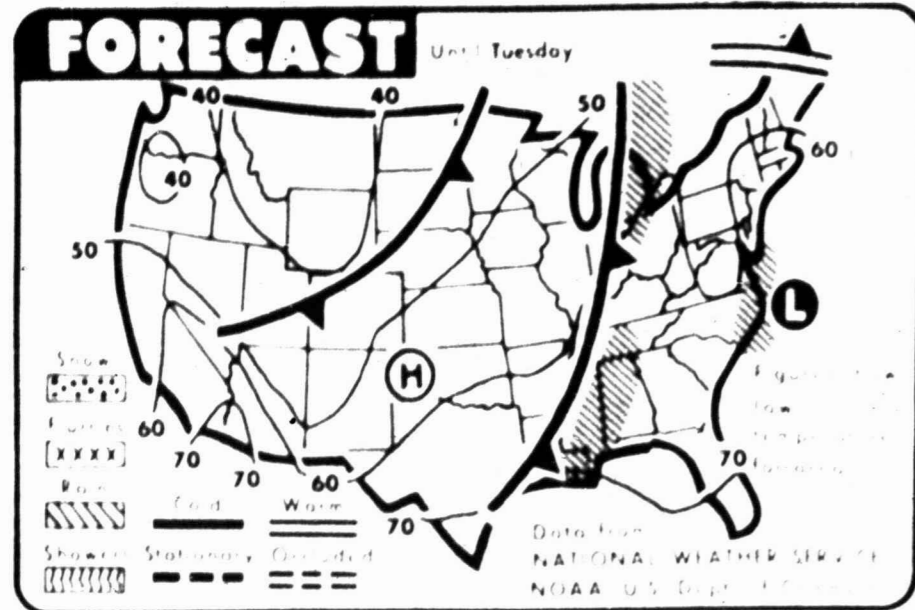 FORECAST
Until Tuesday
40
40
50
60
40
50
L
H
Snow
60
70
70
60
70
70
Rain
Cold
Warm
Showers
Stationary
Occluded
Data from
NATIONAL WEATHER SERVICE
NOAA U.S. Dept.